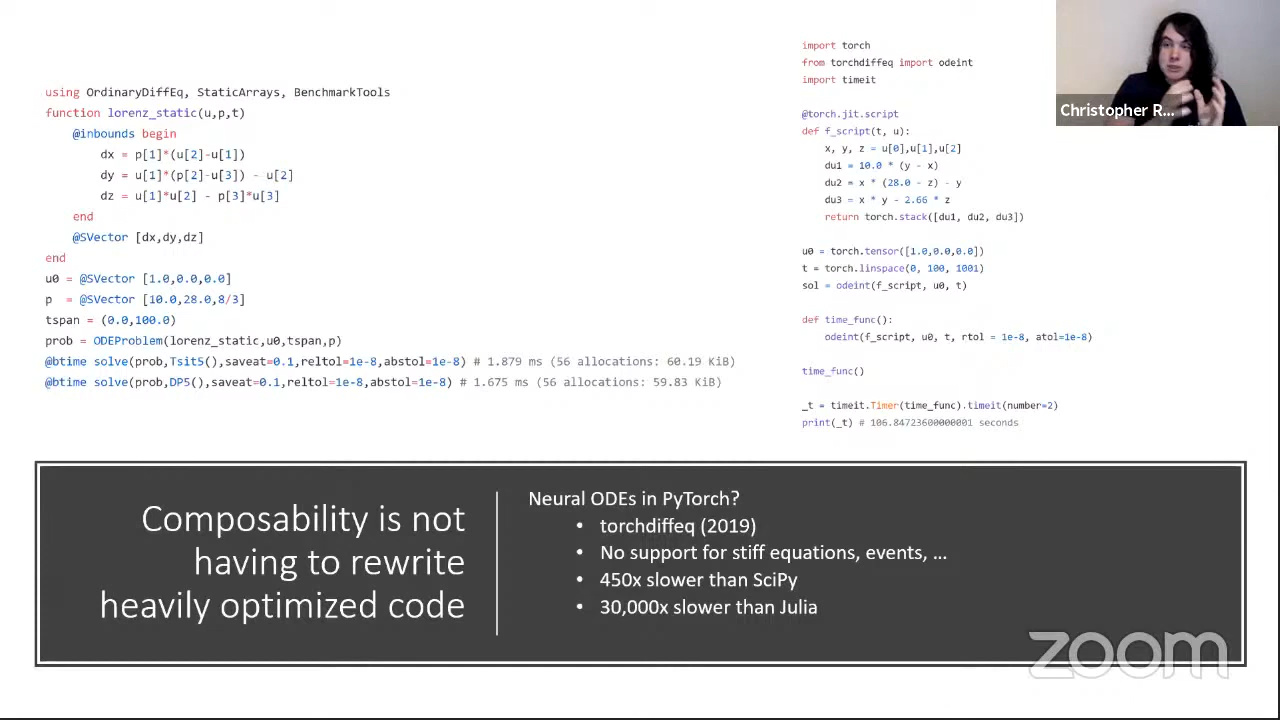 using OrdinaryDiffEq, StaticArrays, BenchmarkTools
function lorenz_static(u,p,t)
    @inbounds begin
        dx = p[1]*(u[2]-u[1])
        dy = u[1]*(p[2]-u[3]) - u[2]
        dz = u[1]*u[2] - p[3]*u[3]
    end
    @SVector [dx,dy,dz]
end
u0 = @SVector [1.0,0.0,0.0]
p  = @SVector [10.0,28.0,8/3]
tspan = (0.0,100.0)
prob = ODEProblem(lorenz_static,u0,tspan,p)
@btime solve(prob,Tsit5(),saveat=0.1,reltol=1e-8,abstol=1e-8) # 1.879 ms (56 allocations: 60.19 KiB)
@btime solve(prob,DP5(),saveat=0.1,reltol=1e-8,abstol=1e-8) # 1.675 ms (56 allocations: 59.83 KiB)
import torch
from torchdiffeq import odeint
import timeit
@torch.jit.script
def f_script(t, u):
    x, y, z = u[0],u[1],u[2]
    du1 = 10.0 * (y - x)
    du2 = x * (28.0 - z) - y
    du3 = x * y - 2.66 * z
    return torch.stack([du1, du2, du3])
u0 = torch.tensor([1.0,0.0,0.0])
t = torch.linspace(0, 100, 1001)
sol = odeint(f_script, u0, t)
def time_func():
    odeint(f_script, u0, t, rtol = 1e-8, atol=1e-8)
time_func()
_t = timeit.Timer(time_func).timeit(number=2)
print(_t) # 106.84723600000001 seconds
Christopher R...
Composability is not
having to rewrite
heavily optimized code
Neural ODEs in PyTorch?
• torchdiffeq (2019)
• No support for stiff equations, events, ...
• 450x slower than SciPy
• 30,000x slower than Julia
zoom